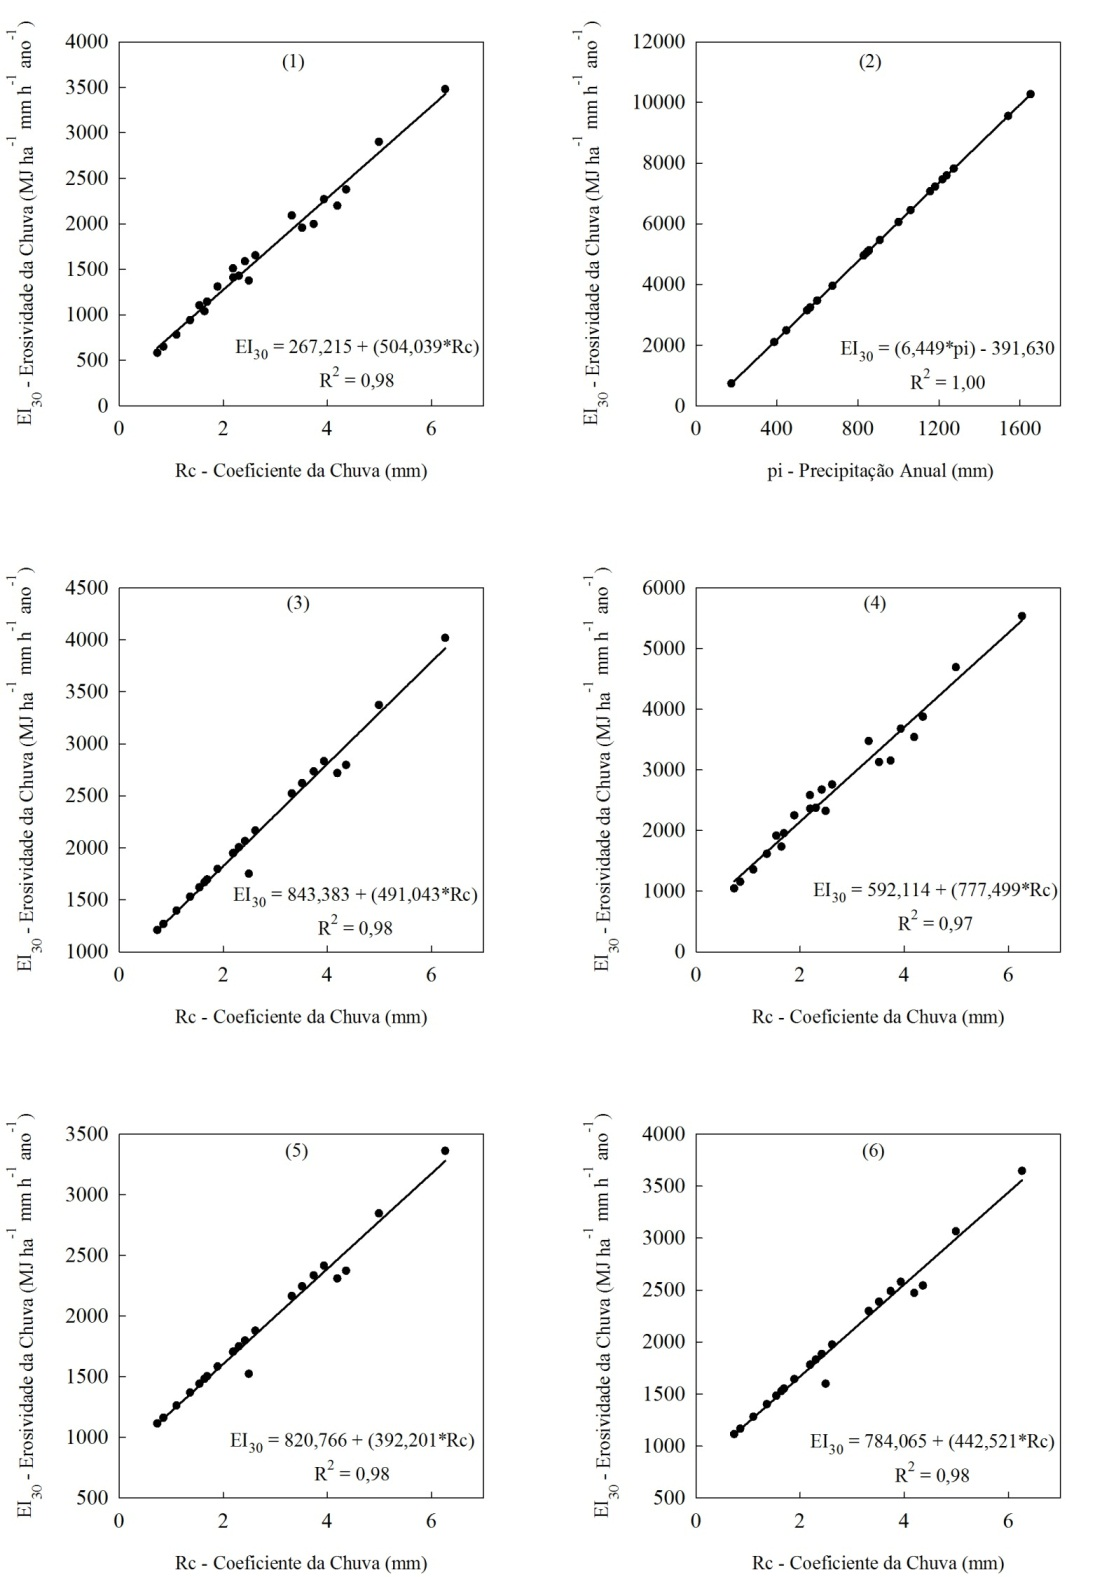 (1)
EI30 - Erosividade da Chuva (MJ ha-1 mm h-1 ano-1)
4000
3500
3000
2500
2000
1500
1000
500
0
EI30 = 267,215 + (504,039*Rc)
R2 = 0,98
0 2 4 6
Rc - Coeficiente da Chuva (mm)
(2)
EI30 - Erosividade da Chuva (MJ ha-1 mm h-1 ano-1)
12000
10000
8000
6000
4000
2000
0
EI30 = (6,449*pi) - 391,630
R2 = 1,00
0 400 800 1200 1600
pi - Precipitação Anual (mm)
(3)
EI30 - Erosividade da Chuva (MJ ha-1 mm h-1 ano-1)
4500
4000
3500
3000
2500
2000
1500
1000
EI30 = 843,383 + (491,043*Rc)
R2 = 0,98
0 2 4 6
Rc - Coeficiente da Chuva (mm)
(4)
EI30 - Erosividade da Chuva (MJ ha-1 mm h-1 ano-1)
6000
5000
4000
3000
2000
1000
0
EI30 = 592,114 + (777,499*Rc)
R2 = 0,97
0 2 4 6
Rc - Coeficiente da Chuva (mm)
(5)
EI30 - Erosividade da Chuva (MJ ha-1 mm h-1 ano-1)
3500
3000
2500
2000
1500
1000
500
EI30 = 820,766 + (392,201*Rc)
R2 = 0,98
0 2 4 6
Rc - Coeficiente da Chuva (mm)
(6)
EI30 - Erosividade da Chuva (MJ ha-1 mm h-1 ano-1)
4000
3500
3000
2500
2000
1500
1000
500
EI30 = 784,065 + (442,521*Rc)
R2 = 0,98
0 2 4 6
Rc - Coeficiente da Chuva (mm)